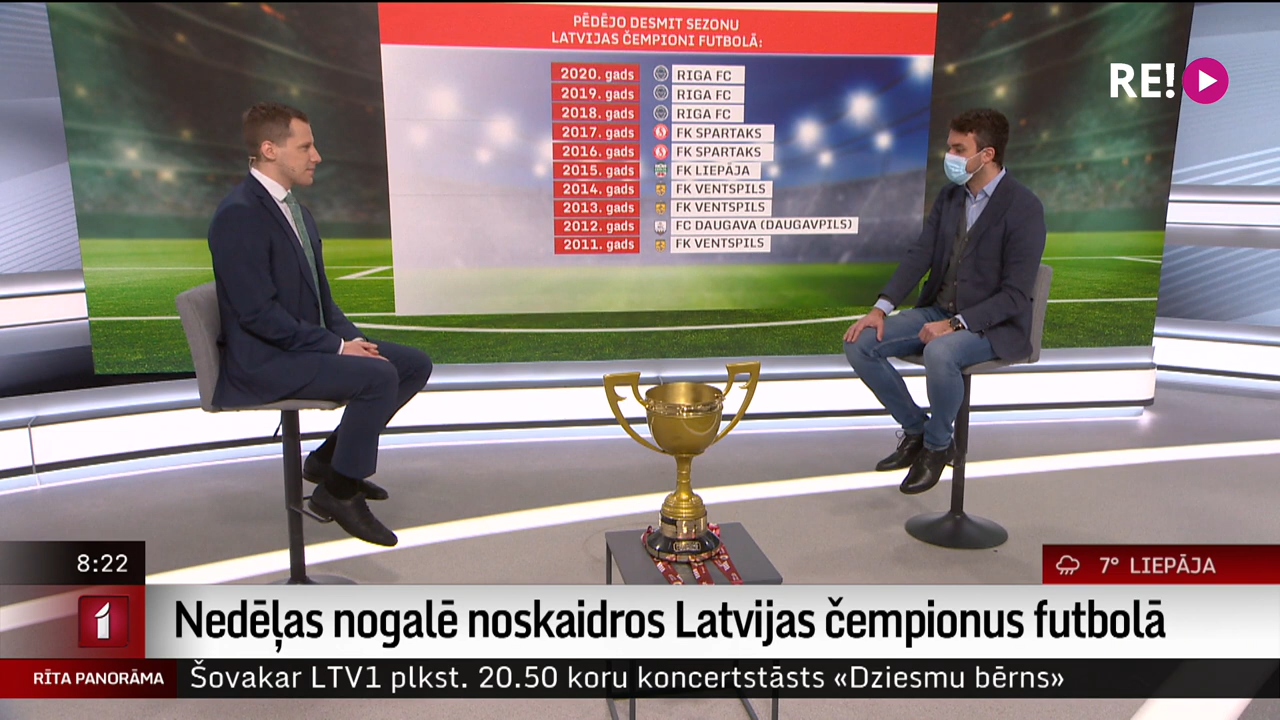 PĒDĒJO DESMIT SEZONU
LATVIJAS ČEMPIONI FUTBOLĀ:
2020. gads RIGA FC
2019. gads RIGA FC
2018. gads RIGA FC
2017. gads FK SPARTAKS
2016. gads FK SPARTAKS
2015. gads FK LIEPĀJA
2014. gads FK VENTSPILS
2013. gads FK VENTSPILS
2012. gads FC DAUGAVA (DAUGAVPILS)
2011. gads FK VENTSPILS
RE!
8:22
7° LIEPĀJA
1
Nedēļas nogalē noskaidros Latvijas čempionus futbolā
RĪTA PANORĀMA Šovakar LTV1 plkst. 20.50 koru koncertstāsts «Dziesmu bērns»